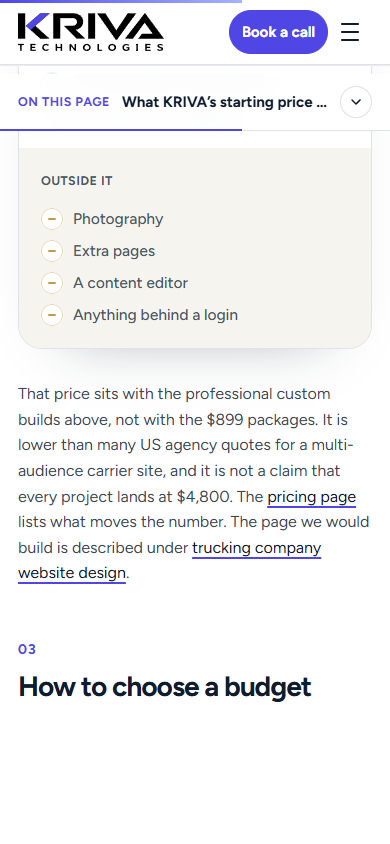 KRIVA
TECHNOLOGIES
Book a call
ON THIS PAGE What KRIVA’s starting price ...
OUTSIDE IT
Photography
Extra pages
A content editor
Anything behind a login
That price sits with the professional custom
builds above, not with the $899 packages. It is
lower than many US agency quotes for a multi-
audience carrier site, and it is not a claim that
every project lands at $4,800. The pricing page
lists what moves the number. The page we would
build is described under trucking company
website design.
03
How to choose a budget